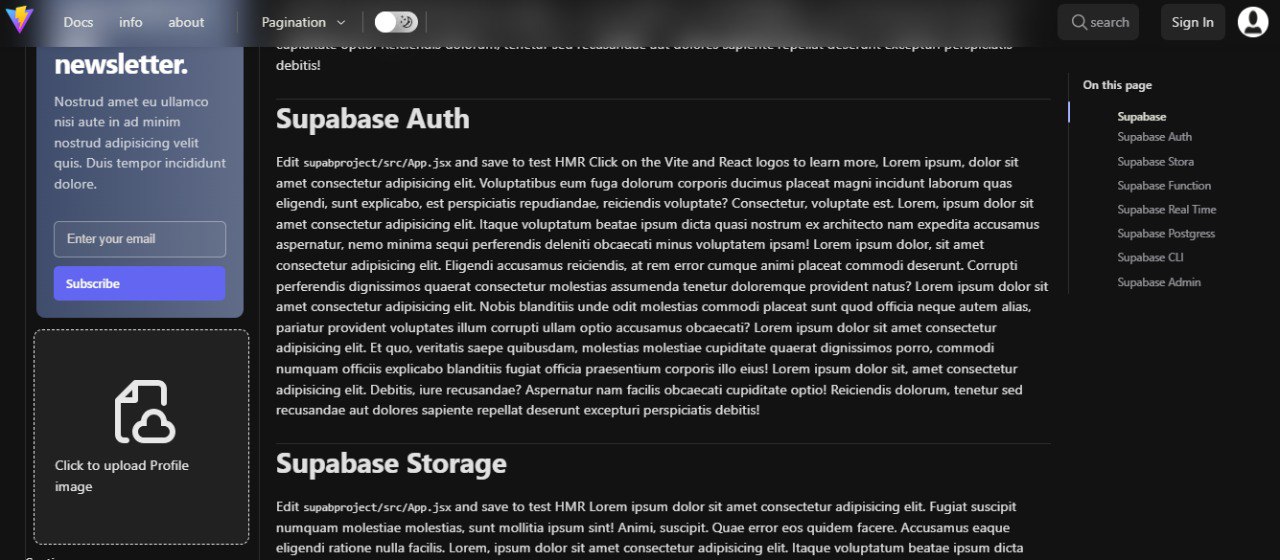 Docs
info
about
Pagination
search
Sign In
newsletter.
Nostrud amet eu ullamco
nisi aute in ad minim
nostrud adipisicing velit
quis. Duis tempor incididunt
dolore.
Enter your email
Subscribe
Click to upload Profile
image
cupiditate optio! Reiciendis dolorum, tenetur sed recusandae aut dolores sapiente repellat deserunt excepturi perspiciatis
debitis!
Supabase Auth
Edit supabproject/src/App.jsx and save to test HMR Click on the Vite and React logos to learn more, Lorem ipsum, dolor sit
amet consectetur adipisicing elit. Voluptatibus eum fuga dolorum corporis ducimus placeat magni incidunt laborum quas
eligendi, sunt explicabo, est perspiciatis repudiandae, reiciendis voluptate? Consectetur, voluptate est. Lorem, ipsum dolor sit
amet consectetur adipisicing elit. Itaque voluptatum beatae ipsum dicta quasi nostrum ex architecto nam expedita accusamus
aspernatur, nemo minima sequi perferendis deleniti obcaecati minus voluptatem ipsam! Lorem ipsum dolor, sit amet
consectetur adipisicing elit. Eligendi accusamus reiciendis, at rem error cumque animi placeat commodi deserunt. Corrupti
perferendis dignissimos quaerat consectetur molestias assumenda tenetur doloremque provident natus? Lorem ipsum dolor sit
amet consectetur adipisicing elit. Nobis blanditiis unde odit molestias commodi placeat sunt quod officia neque autem alias,
pariatur provident voluptates illum corrupti ullam optio accusamus obcaecati? Lorem ipsum dolor sit amet consectetur
adipisicing elit. Et quo, veritatis saepe quibusdam, molestias molestiae cupiditate quaerat dignissimos porro, commodi
numquam officiis explicabo blanditiis fugiat officia praesentium corporis illo eius! Lorem ipsum dolor sit, amet consectetur
adipisicing elit. Debitis, iure recusandae? Aspernatur nam facilis obcaecati cupiditate optio! Reiciendis dolorum, tenetur sed
recusandae aut dolores sapiente repellat deserunt excepturi perspiciatis debitis!
Supabase Storage
Edit supabproject/src/App.jsx and save to test HMR Lorem ipsum dolor sit amet consectetur adipisicing elit. Fugiat suscipit
numquam molestiae molestias, sunt mollitia ipsum sint! Animi, suscipit. Quae error eos quidem facere. Accusamus eaque
eligendi ratione nulla facilis. Lorem, ipsum dolor sit amet consectetur adipisicing elit. Itaque voluptatum beatae ipsum dicta
On this page
Supabase
Supabase Auth
Supabase Stora
Supabase Function
Supabase Real Time
Supabase Postgress
Supabase CLI
Supabase Admin